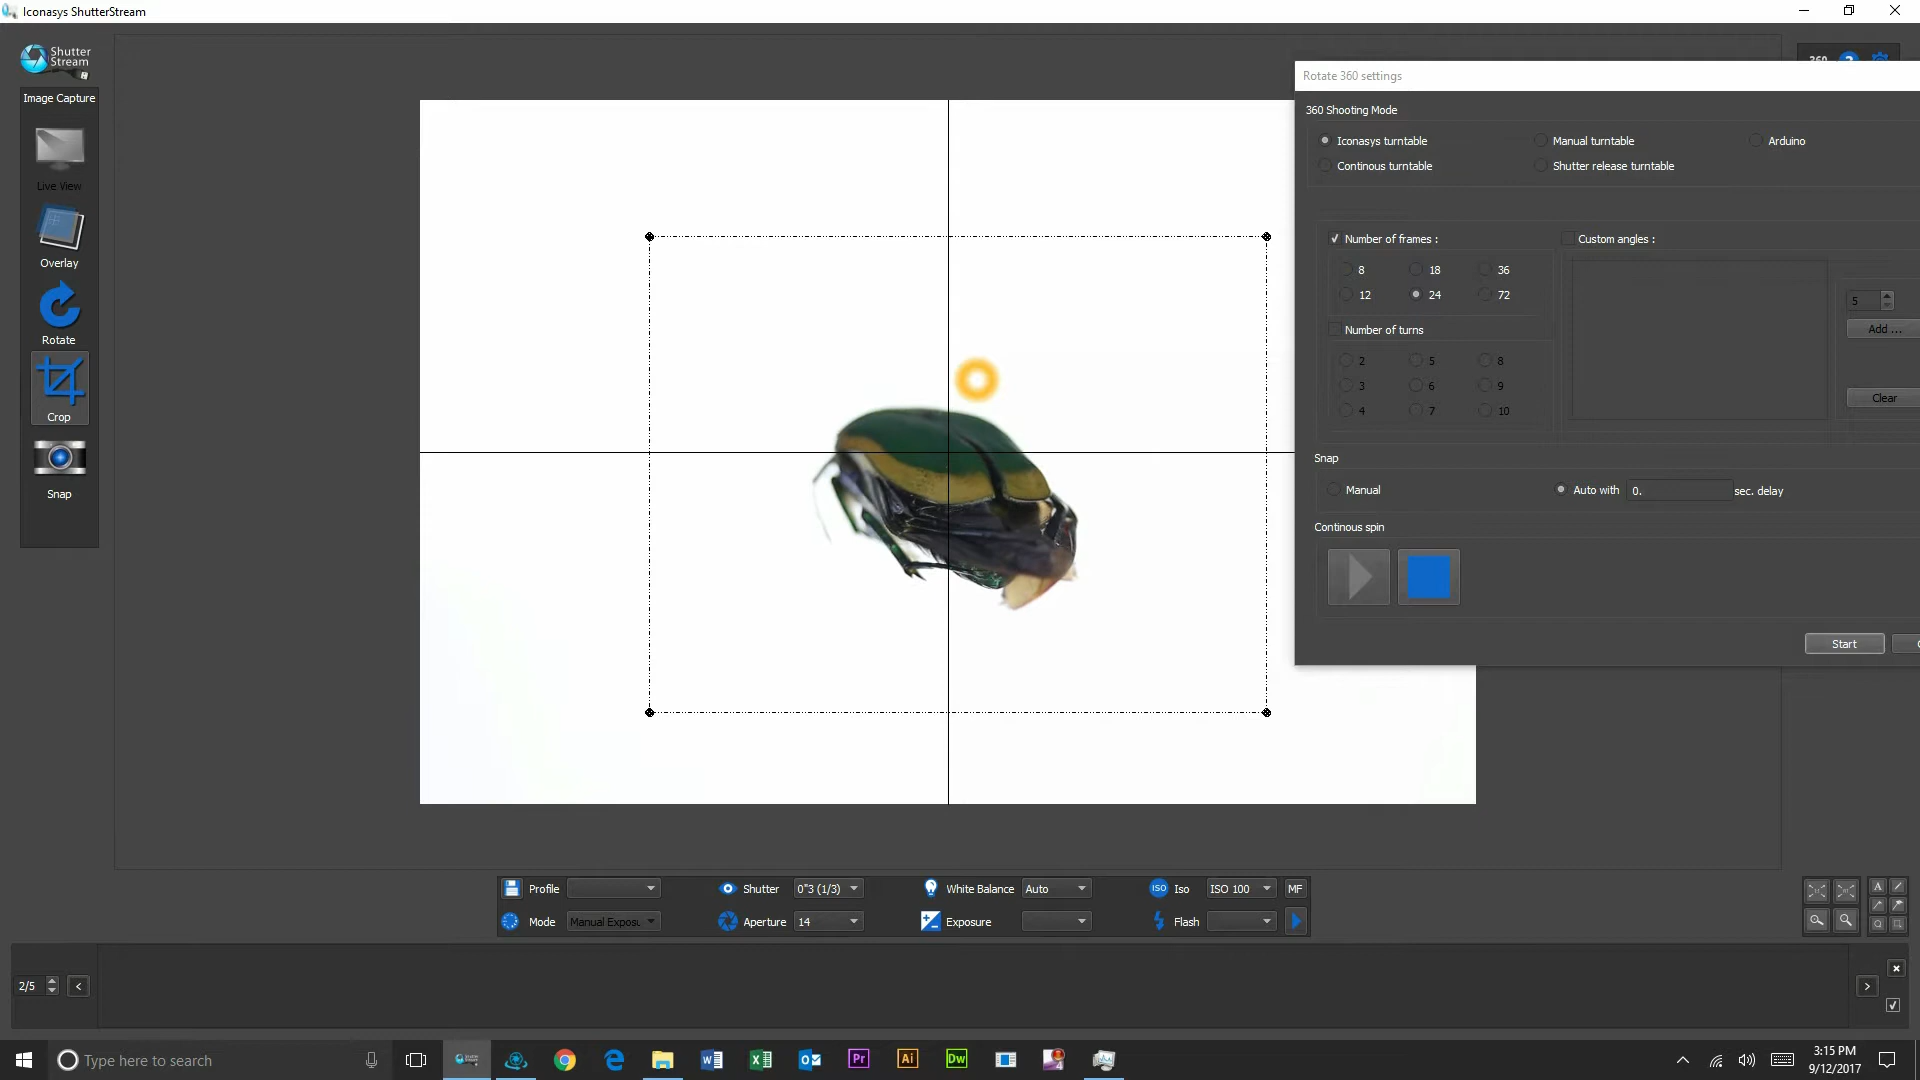 Iconasys ShutterStream
Shutter
Stream
Image Capture
Live View
Overlay
Rotate
Crop
Snap
360
Rotate 360 settings
360 Shooting Mode
Iconasys turntable
Manual turntable
Arduino
Continous turntable
Shutter release turntable
Number of frames :
Custom angles :
8
18
36
12
24
72
5
Add ...
Number of turns
2
5
8
3
6
9
4
7
10
Clear
Snap
Manual
Auto with
0.
sec. delay
Continous spin
Start
Profile
Shutter
0"3 (1/3)
White Balance
Auto
ISO
Iso
ISO 100
MF
Mode
Manual Exposu
Aperture
14
Exposure
Flash
A
2/5
<
>
Type here to search
Pr
Ai
Dw
3:15 PM
9/12/2017